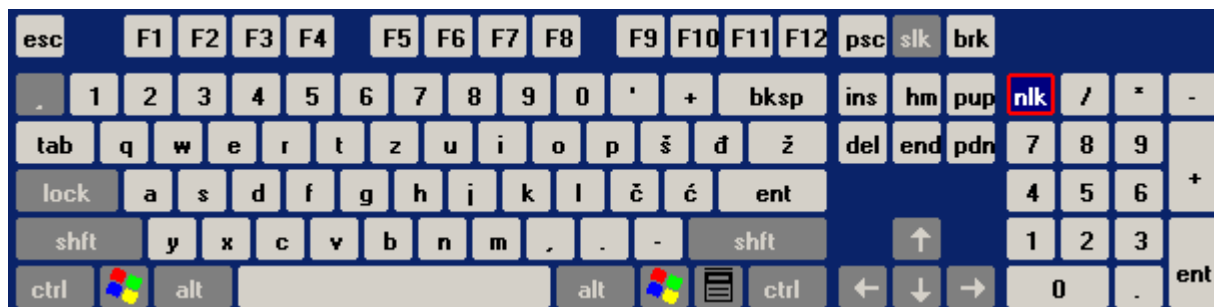 esc F1 F2 F3 F4 F5 F6 F7 F8 F9 F10 F11 F12 psc slk brk
¸ 1 2 3 4 5 6 7 8 9 0 ' + bksp ins hm pup nlk / * -
tab q w e r t z u i o p š đ ž del end pdn 7 8 9 +
lock a s d f g h j k l č ć ent 4 5 6
shft y x c v b n m , . - shft ↑ 1 2 3 ent
ctrl alt alt ctrl ← ↓ → 0 .